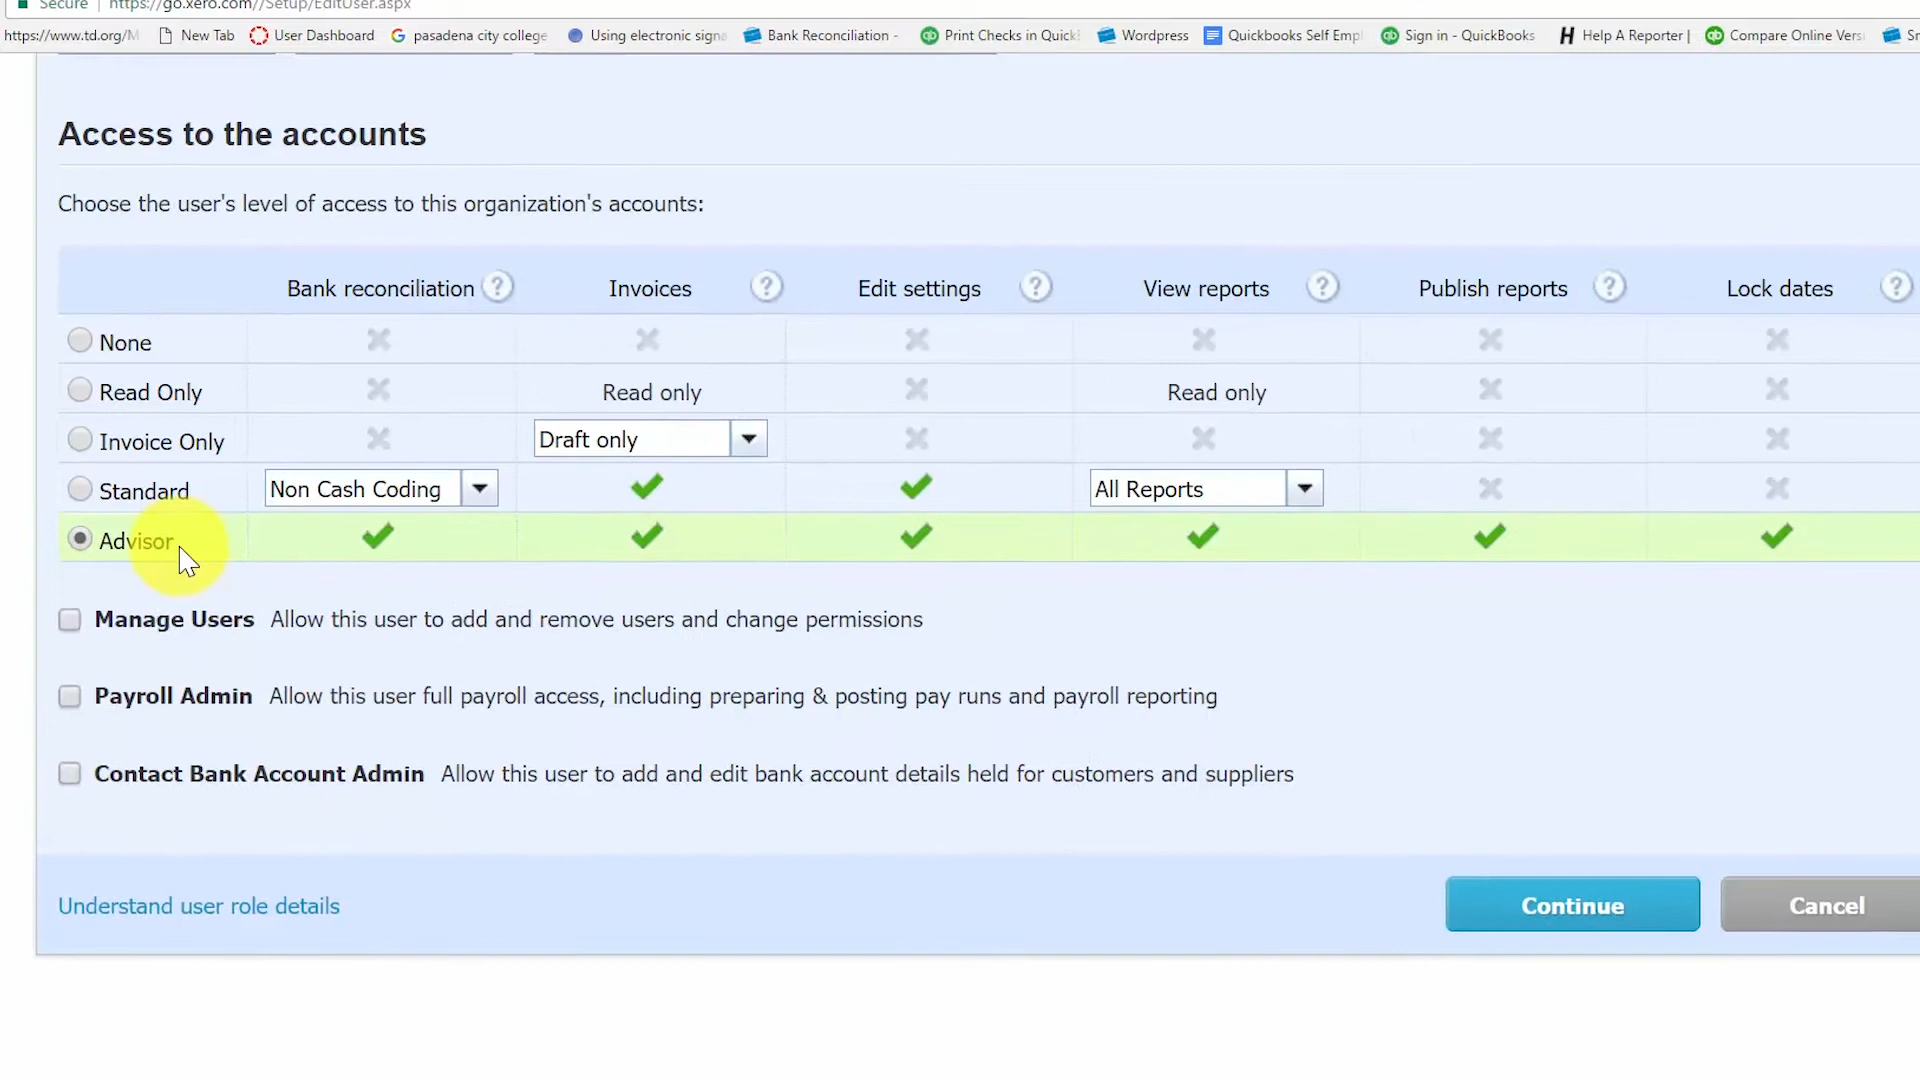 Secure | https://go.xero.com//Setup/EditUser.aspx
https://www.td.org/M New Tab User Dashboard pasadena city college Using electronic signa Bank Reconciliation - Print Checks in Quick Wordpress Quickbooks Self Empl Sign in - QuickBooks Help A Reporter | Compare Online Vers Sn
Access to the accounts
Choose the user's level of access to this organization's accounts:
Bank reconciliation ? Invoices ? Edit settings ? View reports ? Publish reports ? Lock dates ?
None
Read Only Read only Read only
Invoice Only Draft only
Standard Non Cash Coding All Reports
Advisor
Manage Users Allow this user to add and remove users and change permissions
Payroll Admin Allow this user full payroll access, including preparing & posting pay runs and payroll reporting
Contact Bank Account Admin Allow this user to add and edit bank account details held for customers and suppliers
Understand user role details Continue Cancel